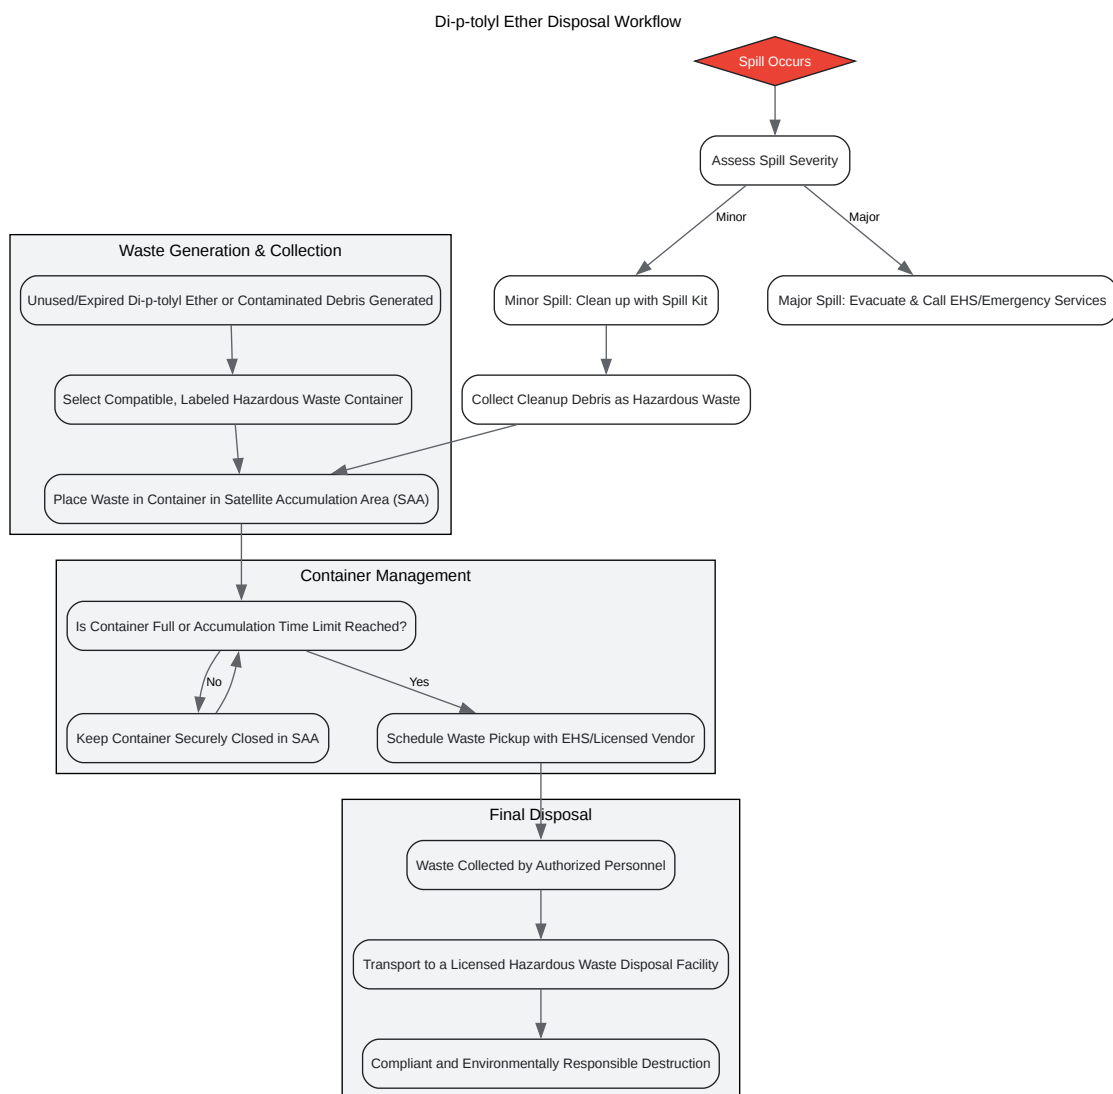 Di-p-tolyl Ether Disposal Workflow
Spill Occurs
Assess Spill Severity
Minor
Major
Waste Generation & Collection
Unused/Expired Di-p-tolyl Ether or Contaminated Debris Generated
Minor Spill: Clean up with Spill Kit
Major Spill: Evacuate & Call EHS/Emergency Services
Select Compatible, Labeled Hazardous Waste Container
Collect Cleanup Debris as Hazardous Waste
Place Waste in Container in Satellite Accumulation Area (SAA)
Container Management
Is Container Full or Accumulation Time Limit Reached?
No
Yes
Keep Container Securely Closed in SAA
Schedule Waste Pickup with EHS/Licensed Vendor
Final Disposal
Waste Collected by Authorized Personnel
Transport to a Licensed Hazardous Waste Disposal Facility
Compliant and Environmentally Responsible Destruction